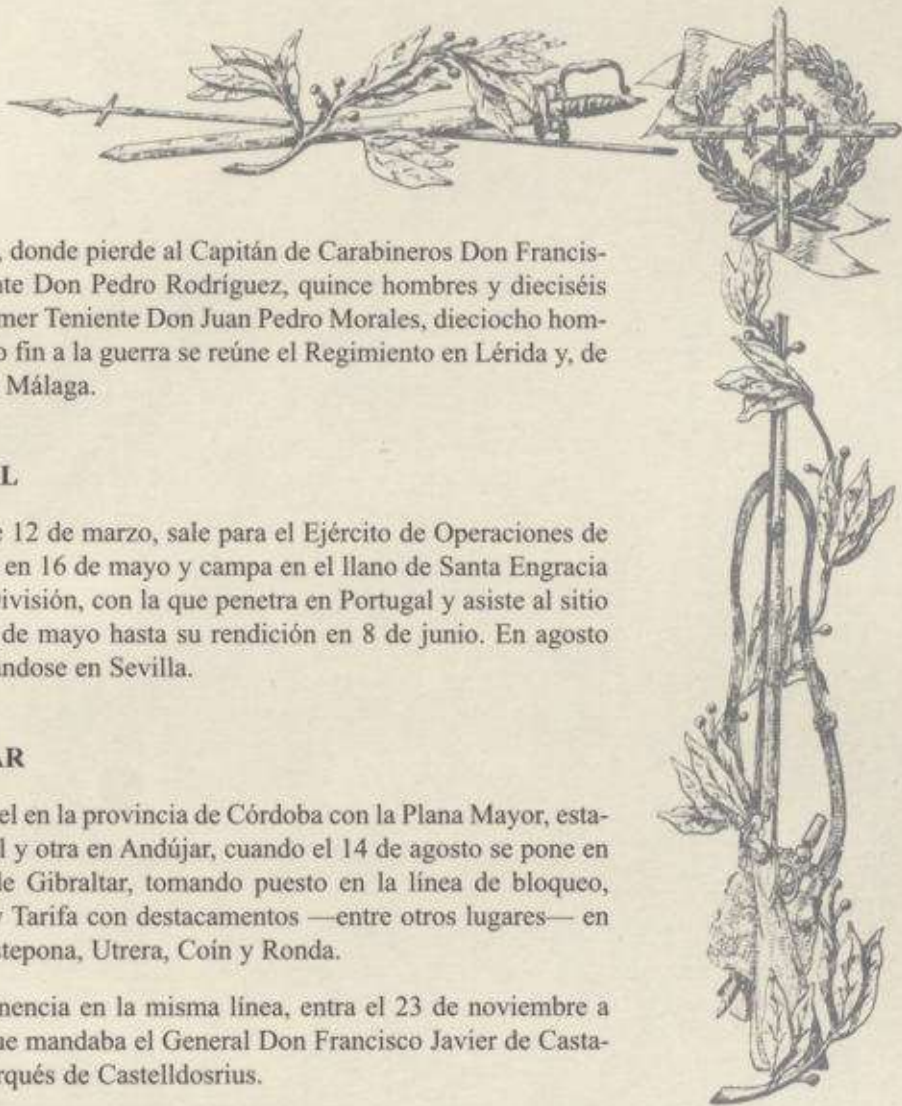 , donde pierde al Capitán de Carabineros Don Francis-
nte Don Pedro Rodríguez, quince hombres y dieciséis
mer Teniente Don Juan Pedro Morales, dieciocho hom-
o fin a la guerra se reúne el Regimiento en Lérida y, de
Málaga.
L
e 12 de marzo, sale para el Ejército de Operaciones de
en 16 de mayo y campa en el llano de Santa Engracia
ivisión, con la que penetra en Portugal y asiste al sitio
de mayo hasta su rendición en 8 de junio. En agosto
ándose en Sevilla.
AR
el en la provincia de Córdoba con la Plana Mayor, esta-
l y otra en Andújar, cuando el 14 de agosto se pone en
de Gibraltar, tomando puesto en la línea de bloqueo,
y Tarifa con destacamentos —entre otros lugares— en
stepona, Utrera, Coín y Ronda.
nencia en la misma línea, entra el 23 de noviembre a
ue mandaba el General Don Francisco Javier de Casta-
rqués de Castelldosrius.